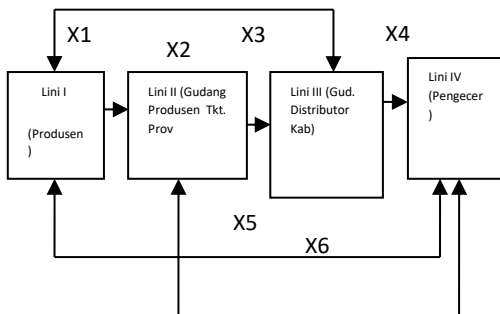 X1
X2
X3
X4
Lini I
(Produsen
)
Lini II (Gudang
Produsen Tkt.
Prov
Lini III (Gud.
Distributor
Kab)
Lini IV
(Pengecer
)
X5
X6